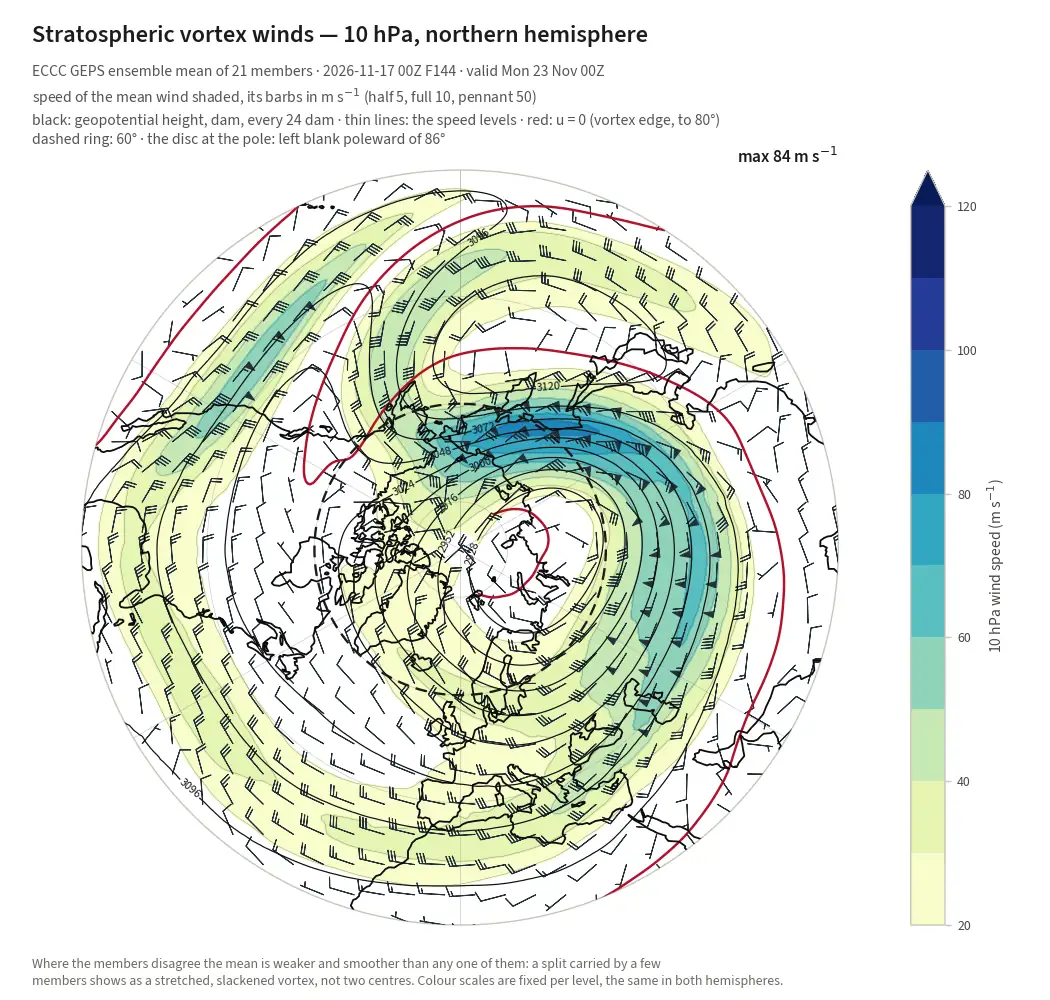 Stratospheric vortex winds — 10 hPa, northern hemisphere
ECCC GEPS ensemble mean of 21 members · 2026-11-17 00Z F144 · valid Mon 23 Nov 00Z
speed of the mean wind shaded, its barbs in m s⁻¹ (half 5, full 10, pennant 50)
black: geopotential height, dam, every 24 dam · thin lines: the speed levels · red: u = 0 (vortex edge, to 80°)
dashed ring: 60° · the disc at the pole: left blank poleward of 86°
max 84 m s⁻¹
120
100
80
60
40
20
10 hPa wind speed (m s⁻¹)
3096
3120
3072
3000
3024
3096
Where the members disagree the mean is weaker and smoother than any one of them: a split carried by a few
members shows as a stretched, slackened vortex, not two centres. Colour scales are fixed per level, the same in both hemispheres.